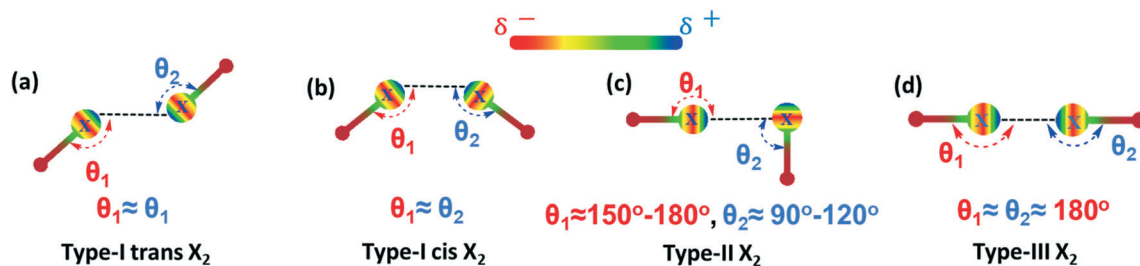 δ⁻ δ⁺
(a) θ₂ X X θ₁
θ₁≈ θ₁
Type-I trans X₂
(b) X X θ₁ θ₂
θ₁≈ θ₂
Type-I cis X₂
(c) θ₁ X X θ₂
θ₁≈150°-180°, θ₂≈ 90°-120°
Type-II X₂
(d) X X θ₁ θ₂
θ₁≈ θ₂≈ 180°
Type-III X₂